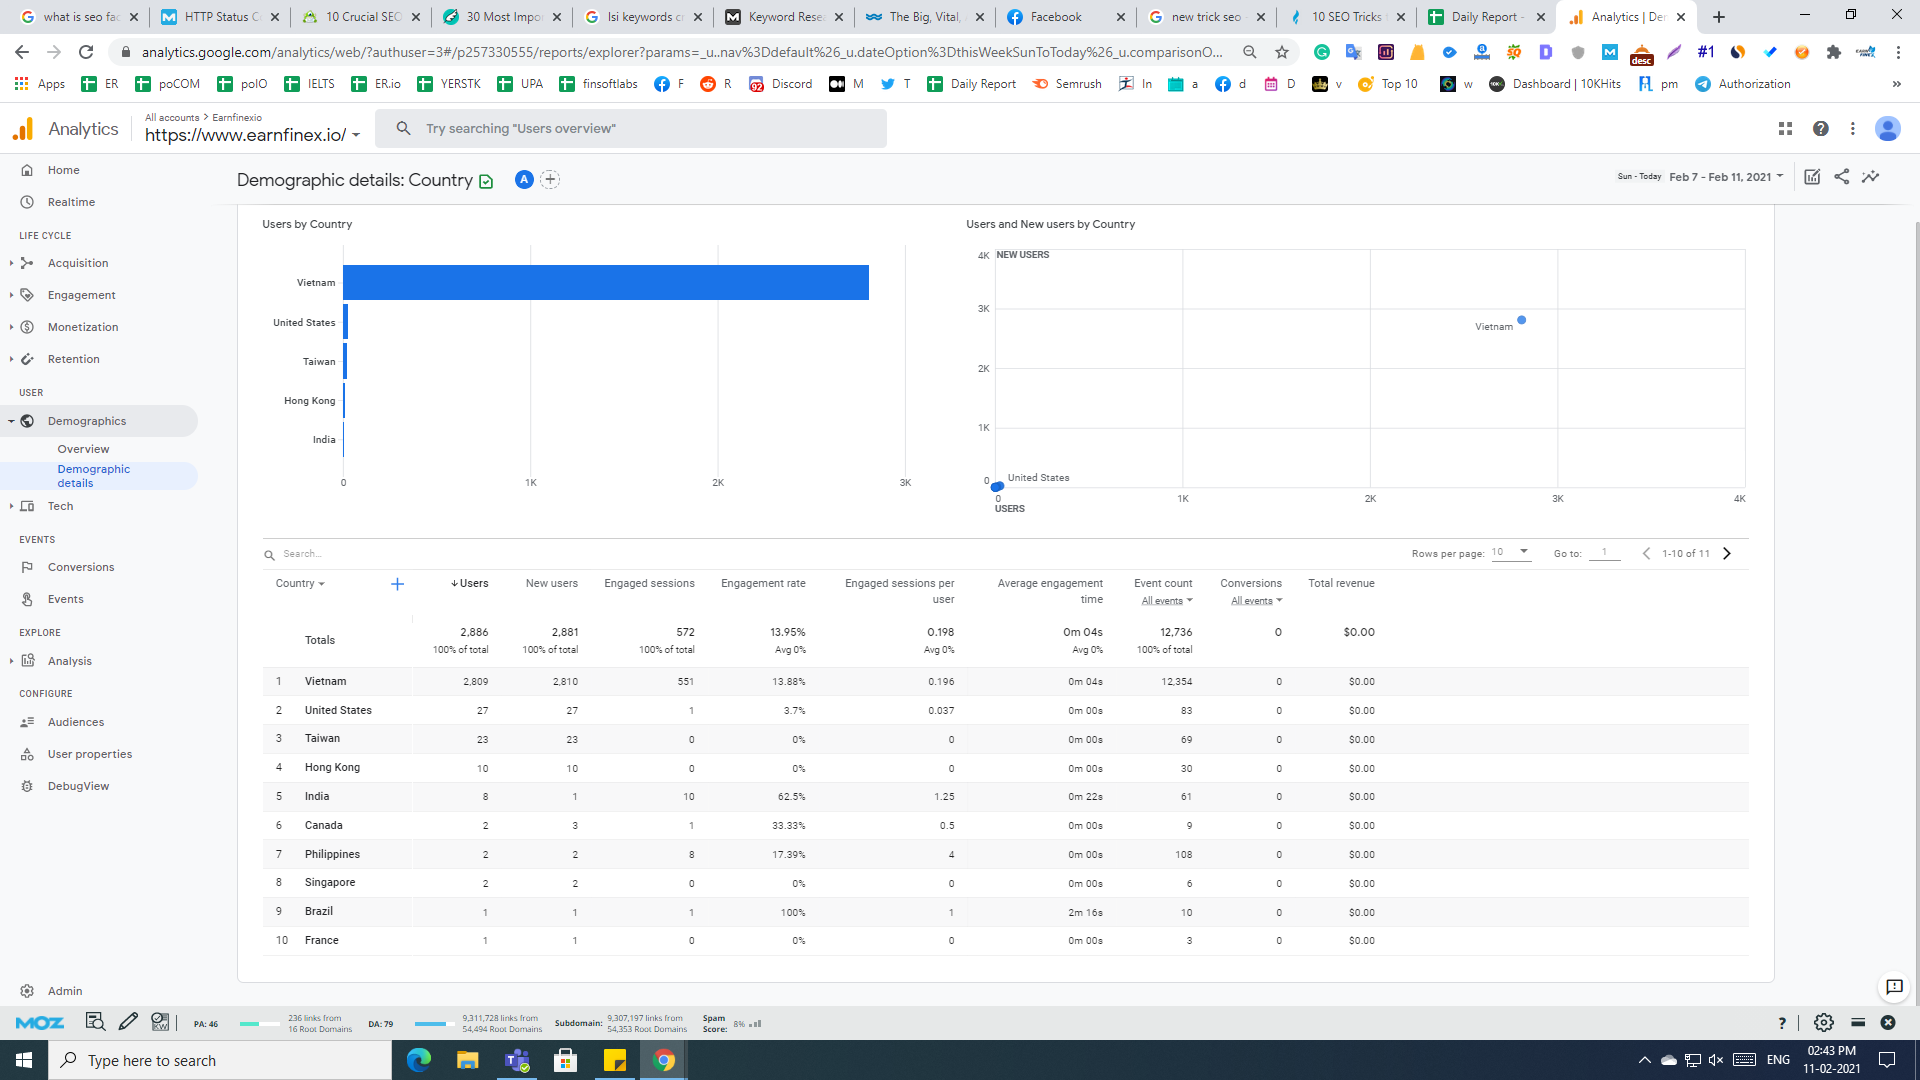 what is seo fac
HTTP Status C
10 Crucial SEO
30 Most Impo
lsi keywords c
Keyword Resea
The Big, Vital,
Facebook
new trick seo
10 SEO Tricks
Daily Report -
Analytics | De
analytics.google.com/analytics/web/?authuser=3#/p257330555/reports/explorer?params=_u..nav%3Ddefault%26_u.dateOption%3DthisWeekSunToToday%26_u.comparisonO...
desc
#1
Apps
ER
poCOM
polO
IELTS
ER.io
YERSTK
UPA
finsoftlabs
F
R
Discord
M
T
Daily Report
Semrush
In
a
d
D
v
Top 10
w
Dashboard | 10KHits
pm
Authorization
»
Analytics
All accounts > Earnfinexio
https://www.earnfinex.io/
Try searching "Users overview"
Home
Realtime
LIFE CYCLE
Acquisition
Engagement
Monetization
Retention
USER
Demographics
Overview
Demographic
details
Tech
EVENTS
Conversions
Events
EXPLORE
Analysis
CONFIGURE
Audiences
User properties
DebugView
Admin
Demographic details: Country
A
Sun - Today Feb 7 - Feb 11, 2021
Users by Country
Vietnam
United States
Taiwan
Hong Kong
India
0 1K 2K 3K
Users and New users by Country
4K NEW USERS
3K
Vietnam
2K
1K
0 United States
0 1K 2K 3K 4K
USERS
Search...
Rows per page: 10 Go to: 1 1-10 of 11
Country + ↓Users New users Engaged sessions Engagement rate Engaged sessions per user Average engagement time Event count All events Conversions All events Total revenue
Totals 2,886 2,881 572 13.95% 0.198 0m 04s 12,736 0 $0.00
100% of total 100% of total 100% of total Avg 0% Avg 0% Avg 0% 100% of total
1 Vietnam 2,809 2,810 551 13.88% 0.196 0m 04s 12,354 0 $0.00
2 United States 27 27 1 3.7% 0.037 0m 00s 83 0 $0.00
3 Taiwan 23 23 0 0% 0 0m 00s 69 0 $0.00
4 Hong Kong 10 10 0 0% 0 0m 00s 30 0 $0.00
5 India 8 1 10 62.5% 1.25 0m 22s 61 0 $0.00
6 Canada 2 3 1 33.33% 0.5 0m 00s 9 0 $0.00
7 Philippines 2 2 8 17.39% 4 0m 00s 108 0 $0.00
8 Singapore 2 2 0 0% 0 0m 00s 6 0 $0.00
9 Brazil 1 1 1 100% 1 2m 16s 10 0 $0.00
10 France 1 1 0 0% 0 0m 00s 3 0 $0.00
MOZ
PA: 46
236 links from
16 Root Domains
DA: 79
9,311,728 links from
54,494 Root Domains
Subdomain:
9,307,197 links from
54,353 Root Domains
Spam
Score: 8%
?
Type here to search
ENG
02:43 PM
11-02-2021